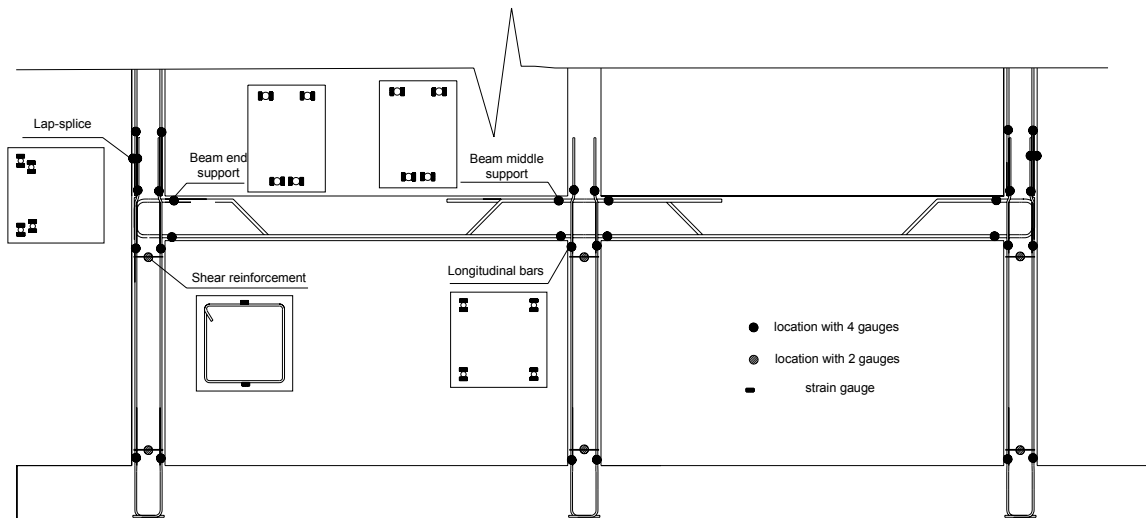 Lap-splice
Beam end
support
Beam middle
support
Shear reinforcement
Longitudinal bars
location with 4 gauges
location with 2 gauges
strain gauge